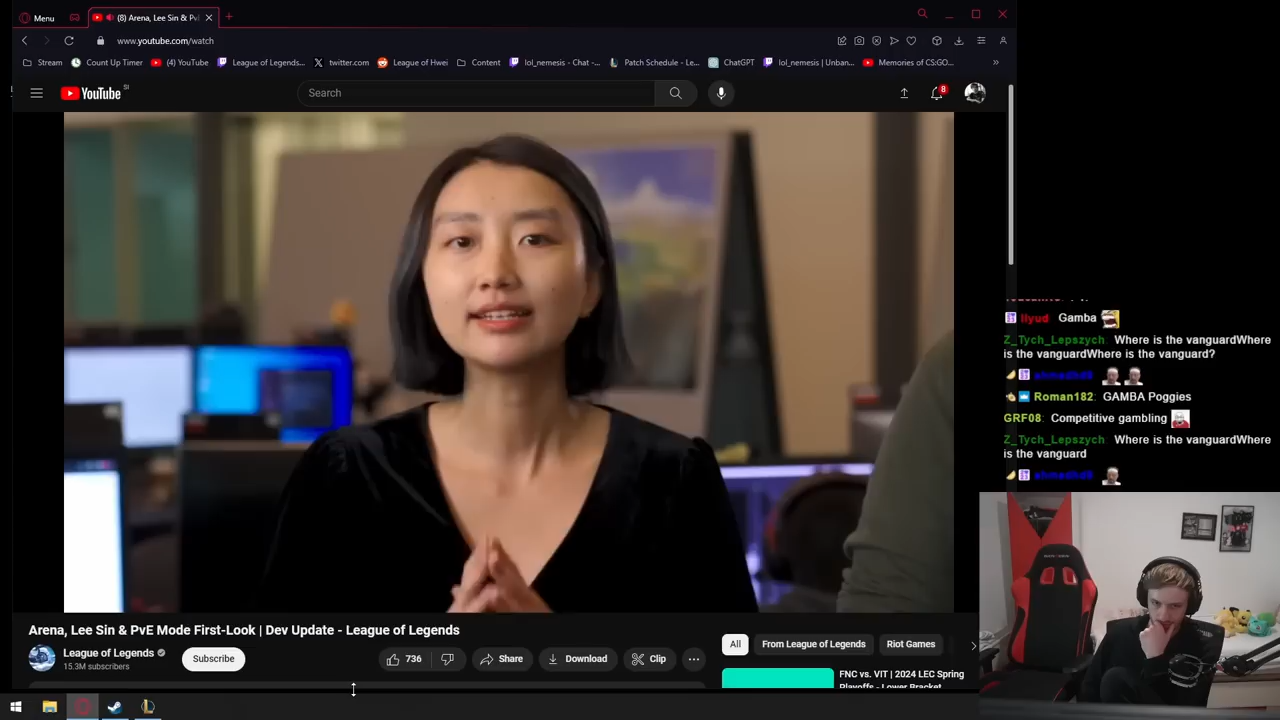 Menu
(8) Arena, Lee Sin & PvE
www.youtube.com/watch
Stream
Count Up Timer
(4) YouTube
League of Legends...
twitter.com
League of Hwei
Content
lol_nemesis - Chat -...
Patch Schedule - Le...
ChatGPT
lol_nemesis | Unban...
Memories of CS:GO...
YouTube SI
Search
8
llyud Gamba
Z_Tych_Lepszych: Where is the vanguardWhere
is the vanguardWhere is the vanguard?
Roman182: GAMBA Poggies
GRF08: Competitive gambling
Z_Tych_Lepszych: Where is the vanguardWhere
is the vanguard
Arena, Lee Sin & PvE Mode First-Look | Dev Update - League of Legends
League of Legends
15.3M subscribers
Subscribe
736
Share
Download
Clip
All
From League of Legends
Riot Games
FNC vs. VIT | 2024 LEC Spring
Playoffs - Lower Bracket